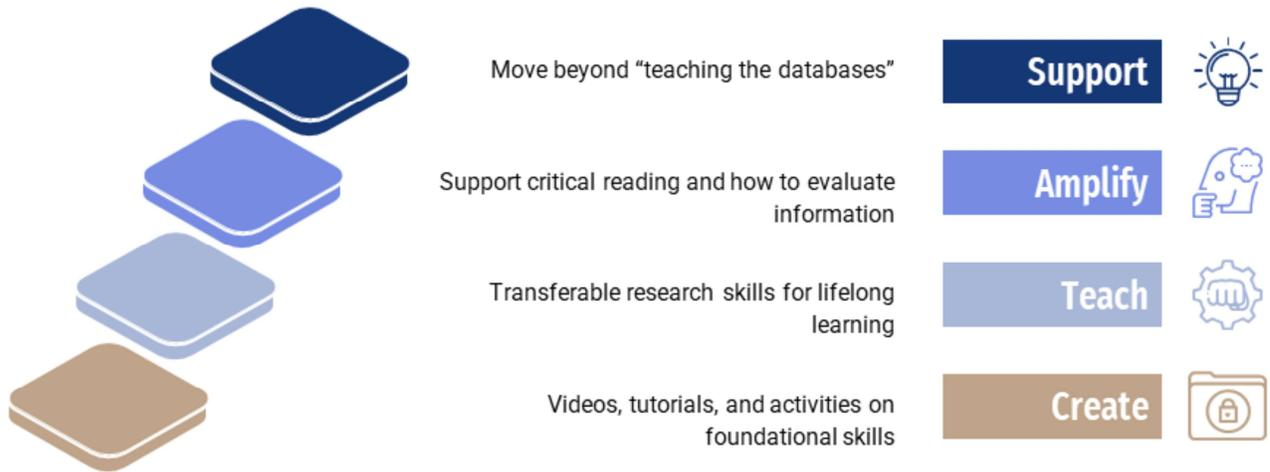 Move beyond “teaching the databases”
Support
Support critical reading and how to evaluate
information
Amplify
Transferable research skills for lifelong
learning
Teach
Videos, tutorials, and activities on
foundational skills
Create